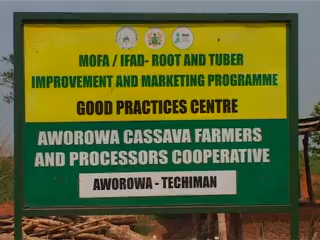 MOFA / IFAD- ROOT AND TUBER
IMPROVEMENT AND MARKETING PROGRAMME
GOOD PRACTICES CENTRE
AWOROWA CASSAVA FARMERS
AND PROCESSORS COOPERATIVE
AWOROWA - TECHIMAN